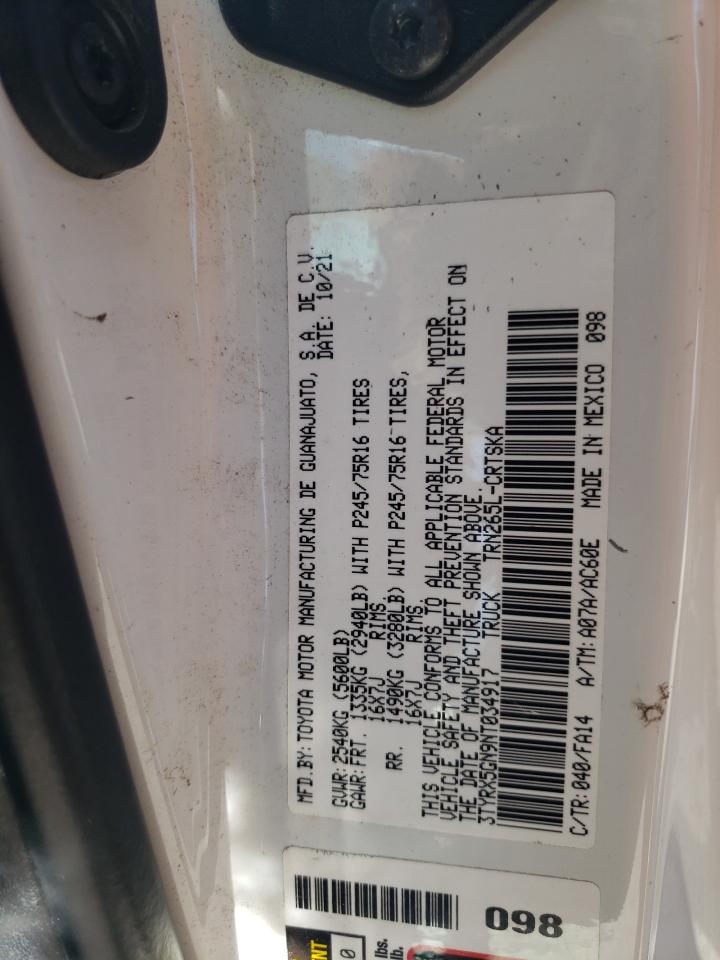 MFD.BY: TOYOTA MOTOR MANUFACTURING DE GUANAJUATO, S.A. DE C.V.
DATE: 10/21
GVWR: 2540KG (5600LB)
GAWR: FRT. 1335KG (2940LB) WITH P245/75R16 TIRES
16X7J RIMS
RR. 1490KG (3280LB) WITH P245/75R16 TIRES,
16X7J RIMS
THIS VEHICLE CONFORMS TO ALL APPLICABLE FEDERAL MOTOR
VEHICLE SAFETY AND THEFT PREVENTION STANDARDS IN EFFECT ON
THE DATE OF MANUFACTURE SHOWN ABOVE.
3TYRX5GN9NT034917 TRUCK TRN265L-CRTSKA
C/TR: 040/FA14 A/TM: A07A/AC60E MADE IN MEXICO 098
098
0
lbs.
lb.